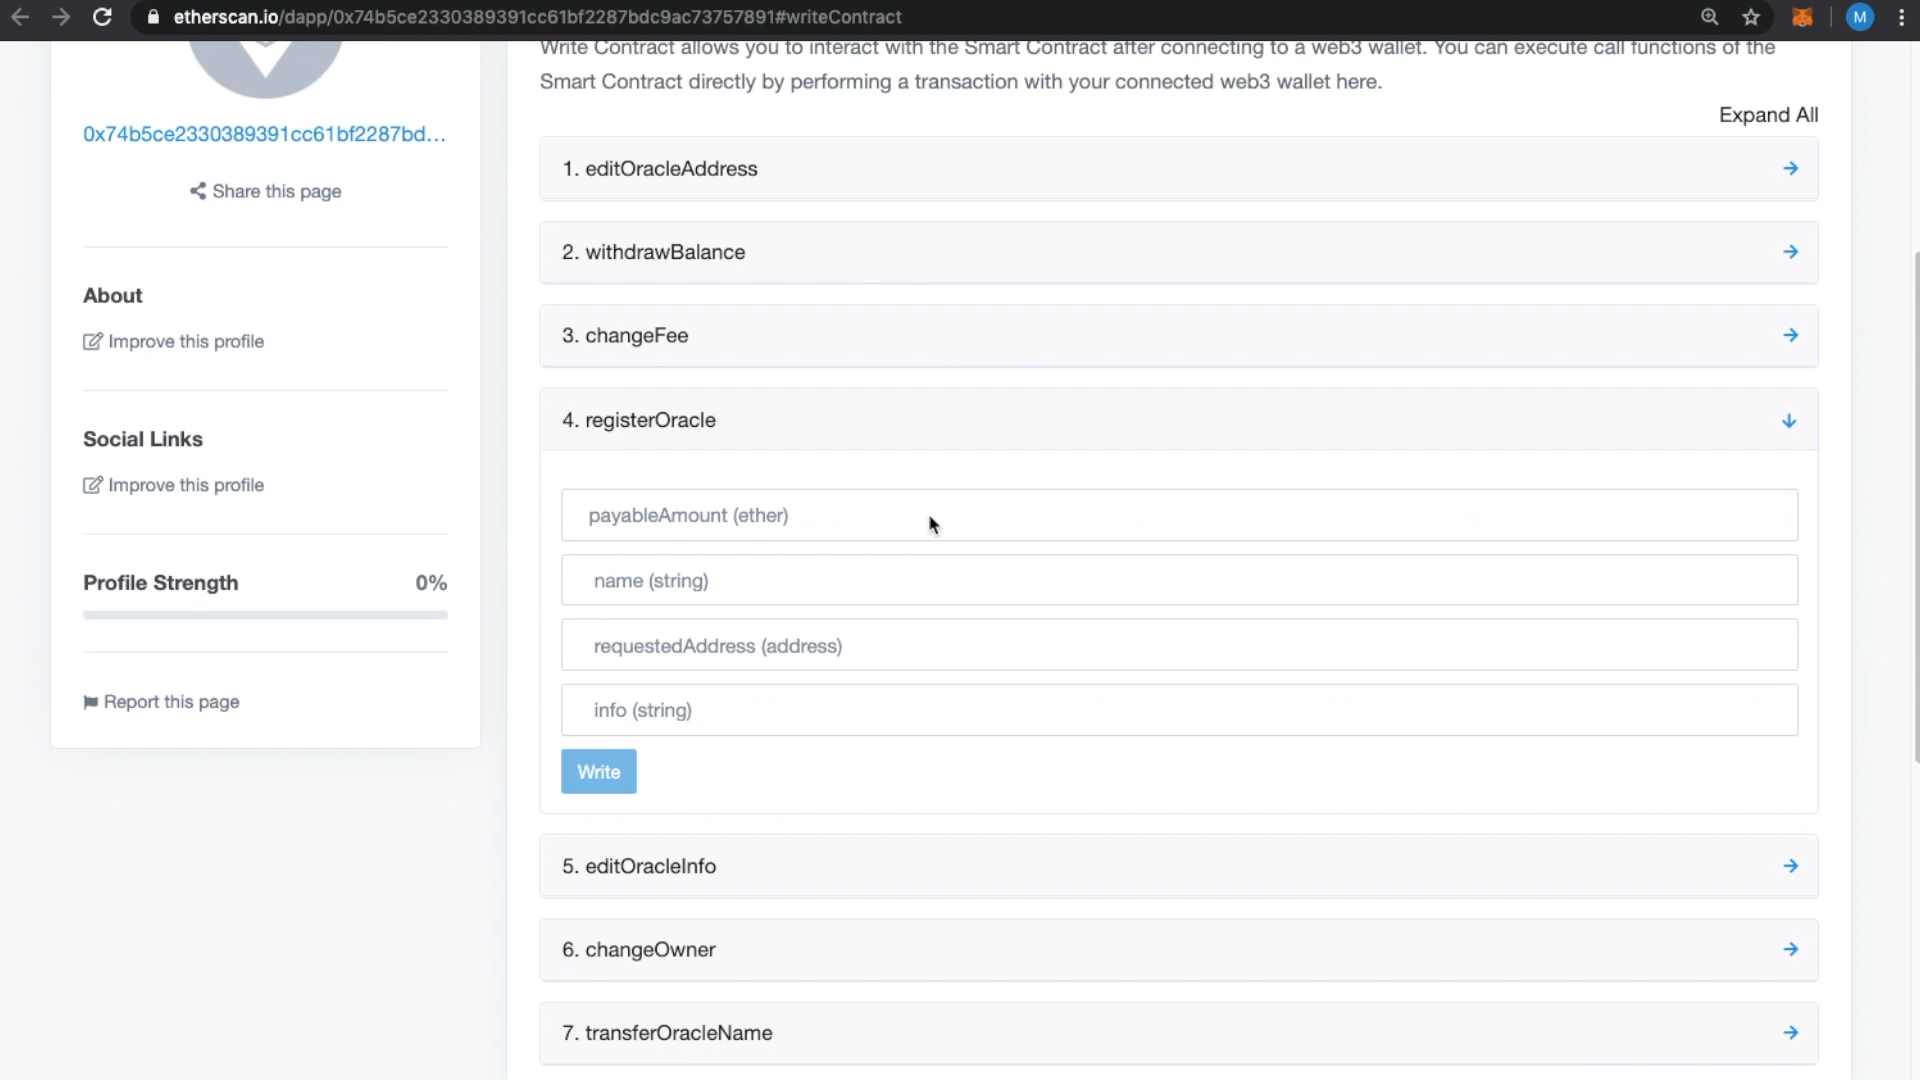 etherscan.io/dapp/0x74b5ce2330389391cc61bf2287bdc9ac73757891#writeContract
M
Write Contract allows you to interact with the Smart Contract after connecting to a web3 wallet. You can execute call functions of the
Smart Contract directly by performing a transaction with your connected web3 wallet here.
Expand All
0x74b5ce2330389391cc61bf2287bd...
Share this page
About
Improve this profile
Social Links
Improve this profile
Profile Strength 0%
Report this page
1. editOracleAddress
2. withdrawBalance
3. changeFee
4. registerOracle
payableAmount (ether)
name (string)
requestedAddress (address)
info (string)
Write
5. editOracleInfo
6. changeOwner
7. transferOracleName